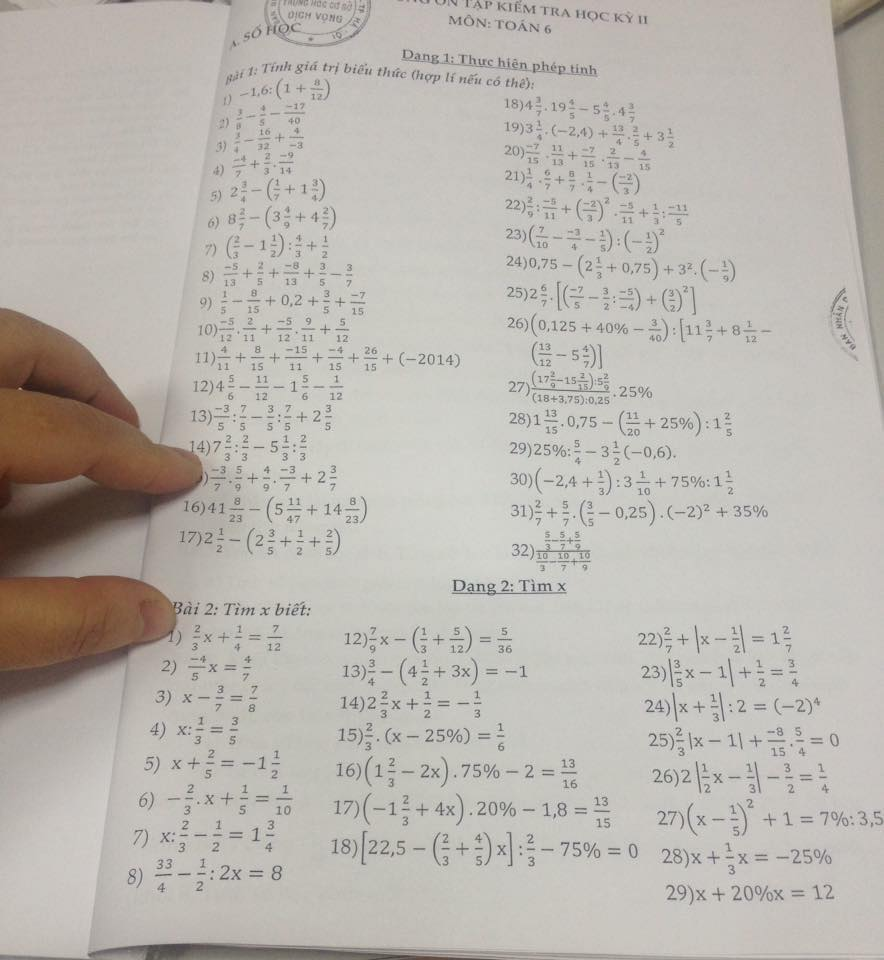 TRUNG HỌC CƠ SỞ
DỊCH VỌNG
ÔN TẬP KIỂM TRA HỌC KỲ II
MÔN: TOÁN 6
A. SỐ HỌC
Dạng 1: Thực hiện phép tính
Bài 1: Tính giá trị biểu thức (hợp lí nếu có thể):
1) −1,6: (1 + 8/12)
2) 3/8 − 4/5 − −17/40
3) 3/4 − 16/32 + 4/−3
4) −4/7 + 2/3 . −9/14
5) 2 3/4 − (1/7 + 1 3/4)
6) 8 2/7 − (3 4/9 + 4 2/7)
7) (2/3 − 1 1/2) : 4/3 + 1/2
8) −5/13 + 2/5 + −8/13 + 3/5 − 3/7
9) 1/5 − 8/15 + 0,2 + 3/5 + −7/15
10) −5/12 . 2/11 + −5/12 . 9/11 + 5/12
11) 4/11 + 8/15 + −15/11 + −4/15 + 26/15 + (−2014)
12) 4 5/6 − 11/12 − 1 5/6 − 1/12
13) −3/5 : 7/5 − 3/5 : 7/5 + 2 3/5
14) 7 2/3 : 2/3 − 5 1/3 : 2/3
) −3/7 . 5/9 + 4/9 . −3/7 + 2 3/7
16) 41 8/23 − (5 11/47 + 14 8/23)
17) 2 1/2 − (2 3/5 + 1/2 + 2/5)
18) 4 3/7 . 19 4/5 − 5 4/5 . 4 3/7
19) 3 1/4 . (−2,4) + 13/4 . 2/5 + 3 1/2
20) −7/15 . 11/13 + −7/15 . 2/13 − 4/15
21) 1/4 . 6/7 + 8/7 . 1/4 − (−2/3)
22) 2/9 : −5/11 + (−2/3)² . −5/11 + 1/3 : −11/5
23) (7/10 − −3/4 − 1/5) : (−1/2)²
24) 0,75 − (2 1/3 + 0,75) + 3² . (−1/9)
25) 2 6/7 . [(−7/5 − 3/2 : −5/−4) + (3/2)²]
26) (0,125 + 40% − 3/40) : [11 3/7 + 8 1/12 −
(13/12 − 5 4/7)]
27) (17 2/9 − 15 2/15) : 5 2/9 / (18+3,75):0,25 . 25%
28) 1 13/15 . 0,75 − (11/20 + 25%) : 1 2/5
29) 25%: 5/4 − 3 1/2 (−0,6).
30) (−2,4 + 1/3) : 3 1/10 + 75%: 1 1/2
31) 2/7 + 5/7 . (3/5 − 0,25) . (−2)² + 35%
32) (5/3 − 5/7 + 5/9) / (10/3 − 10/7 + 10/9)
Dạng 2: Tìm x
Bài 2: Tìm x biết:
1) 2/3 x + 1/4 = 7/12
2) −4/5 x = 4/7
3) x − 3/7 = 7/8
4) x: 1/3 = 3/5
5) x + 2/5 = −1 1/2
6) − 2/3 . x + 1/5 = 1/10
7) x: 2/3 − 1/2 = 1 3/4
8) 33/4 − 1/2 : 2x = 8
12) 7/9 x − (1/3 + 5/12) = 5/36
13) 3/4 − (4 1/2 + 3x) = −1
14) 2 2/3 x + 1/2 = − 1/3
15) 2/3 . (x − 25%) = 1/6
16) (1 2/3 − 2x) . 75% − 2 = 13/16
17) (−1 2/3 + 4x) . 20% − 1,8 = 13/15
18) [22,5 − (2/3 + 4/5) x] : 2/3 − 75% = 0
22) 2/7 + |x − 1/2| = 1 2/7
23) |3/5 x − 1| + 1/2 = 3/4
24) |x + 1/3| : 2 = (−2)⁴
25) 2/3 |x − 1| + −8/15 . 5/4 = 0
26) 2 |1/2 x − 1/3| − 3/2 = 1/4
27) (x − 1/5)² + 1 = 7%: 3,5
28) x + 1/3 x = −25%
29) x + 20%x = 12